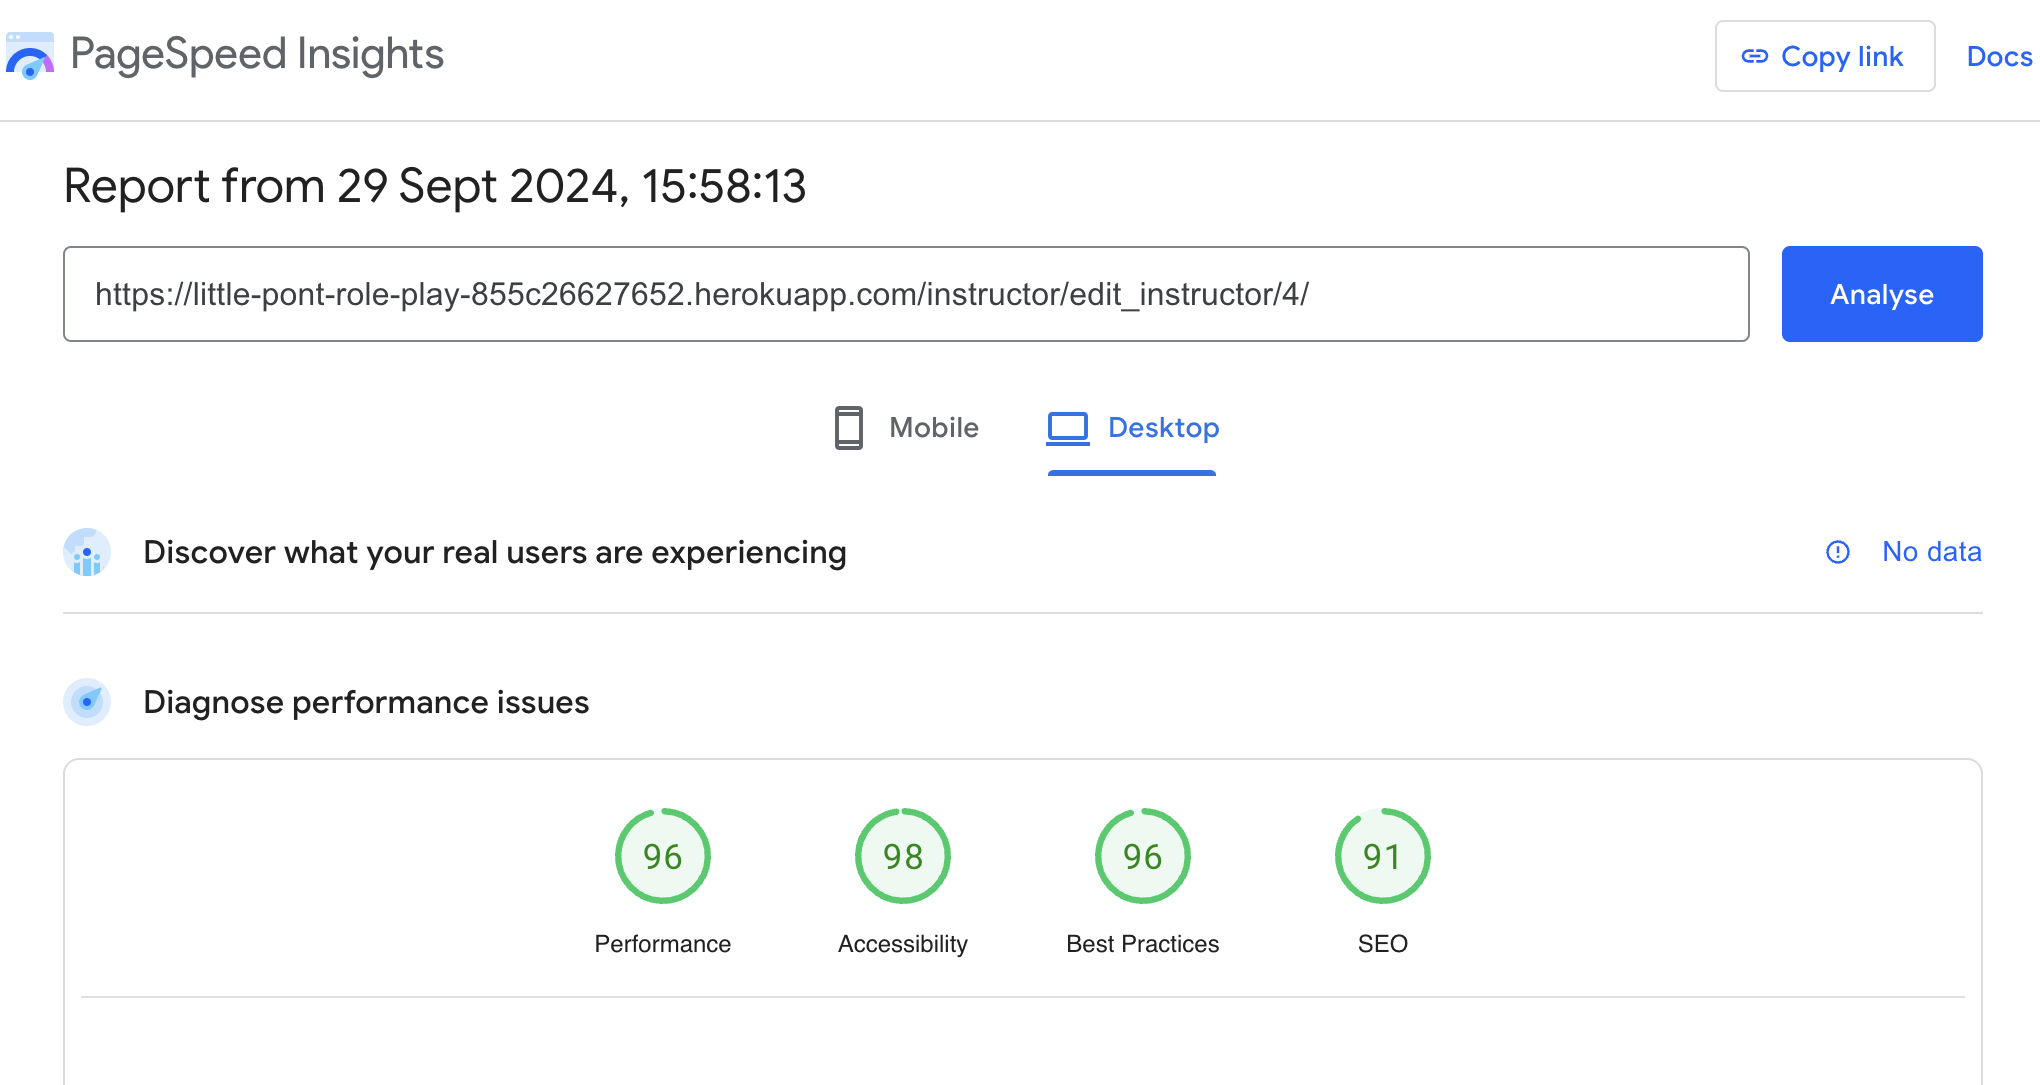 PageSpeed Insights
Copy link
Docs
Report from 29 Sept 2024, 15:58:13
https://little-pont-role-play-855c26627652.herokuapp.com/instructor/edit_instructor/4/
Analyse
Mobile
Desktop
Discover what your real users are experiencing
No data
Diagnose performance issues
96
98
96
91
Performance
Accessibility
Best Practices
SEO